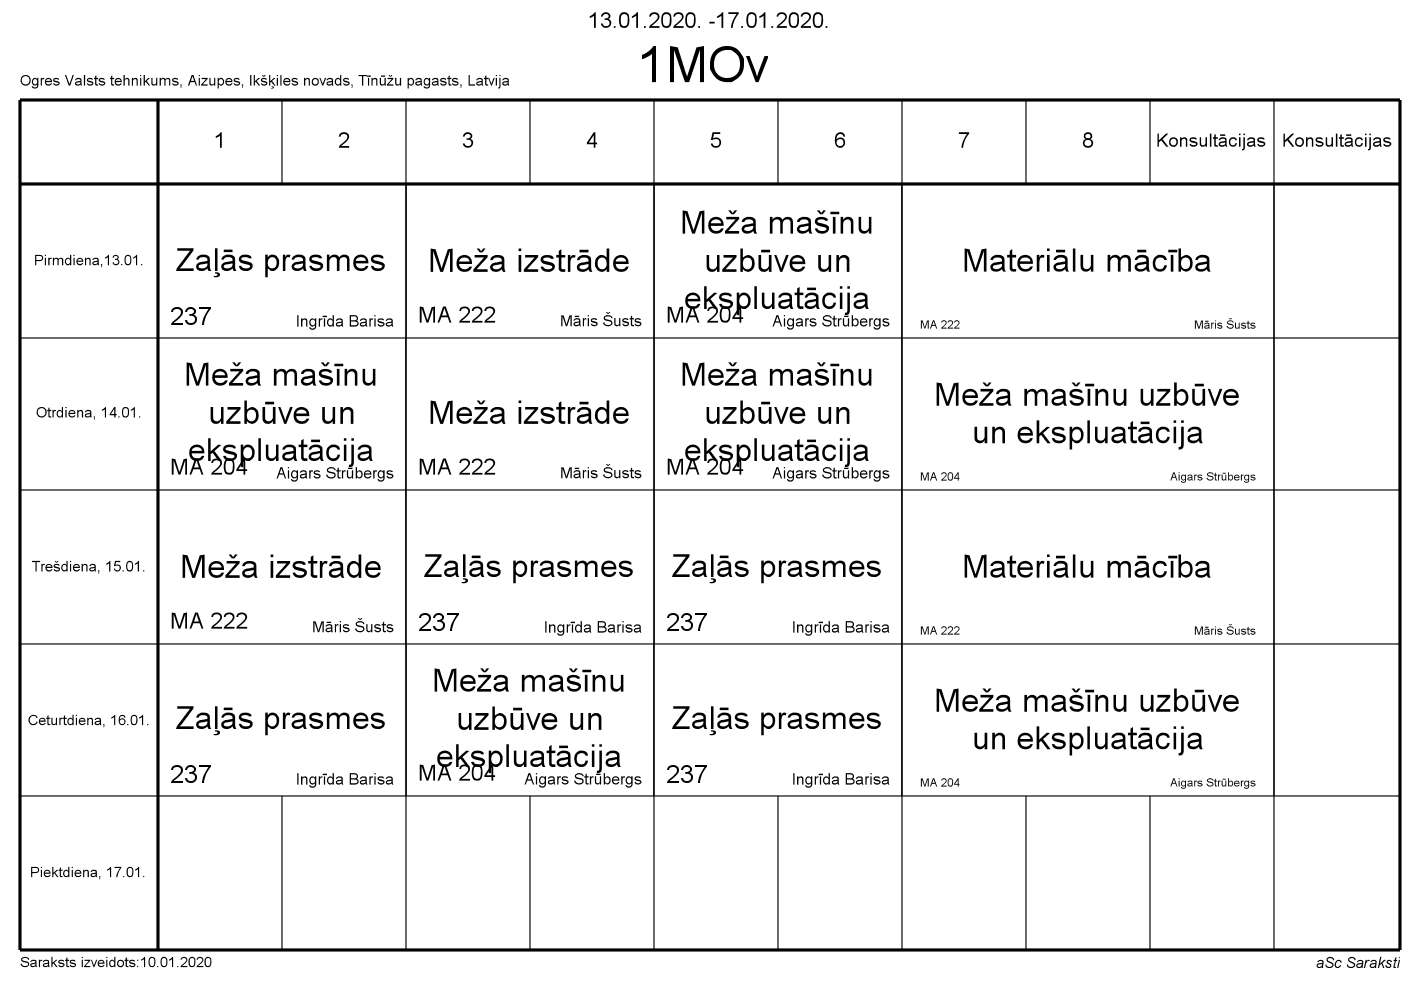 13.01.2020. -17.01.2020.
1MOv
Ogres Valsts tehnikums, Aizupes, Ikšķiles novads, Tīnūžu pagasts, Latvija
1 2 3 4 5 6 7 8 Konsultācijas Konsultācijas
Pirmdiena,13.01.
Zaļās prasmes
237 Ingrīda Barisa
Meža izstrāde
MA 222 Māris Šusts
Meža mašīnu
uzbūve un
ekspluatācija
MA 204 Aigars Strūbergs
Materiālu mācība
MA 222 Māris Šusts
Otrdiena, 14.01.
Meža mašīnu
uzbūve un
ekspluatācija
MA 204 Aigars Strūbergs
Meža izstrāde
MA 222 Māris Šusts
Meža mašīnu
uzbūve un
ekspluatācija
MA 204 Aigars Strūbergs
Meža mašīnu uzbūve
un ekspluatācija
MA 204 Aigars Strūbergs
Trešdiena, 15.01.
Meža izstrāde
MA 222 Māris Šusts
Zaļās prasmes
237 Ingrīda Barisa
Zaļās prasmes
237 Ingrīda Barisa
Materiālu mācība
MA 222 Māris Šusts
Ceturtdiena, 16.01.
Zaļās prasmes
237 Ingrīda Barisa
Meža mašīnu
uzbūve un
ekspluatācija
MA 204 Aigars Strūbergs
Zaļās prasmes
237 Ingrīda Barisa
Meža mašīnu uzbūve
un ekspluatācija
MA 204 Aigars Strūbergs
Piektdiena, 17.01.
Saraksts izveidots:10.01.2020
aSc Saraksti